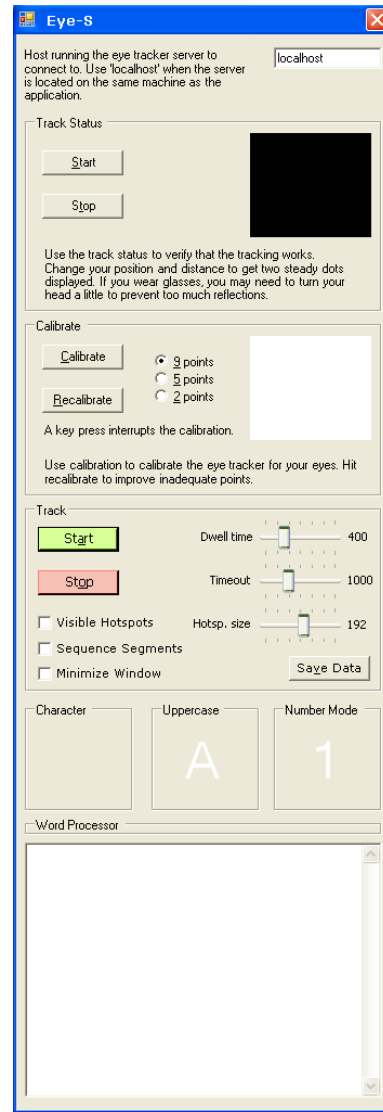 Eye-S
Host running the eye tracker server to
connect to. Use 'localhost' when the server
is located on the same machine as the
application.
localhost
Track Status
Start
Stop
Use the track status to verify that the tracking works.
Change your position and distance to get two steady dots
displayed. If you wear glasses, you may need to turn your
head a little to prevent too much reflections.
Calibrate
Calibrate
9 points
5 points
Recalibrate
2 points
A key press interrupts the calibration.
Use calibration to calibrate the eye tracker for your eyes. Hit
recalibrate to improve inadequate points.
Track
Start
Dwell time 400
Stop
Timeout 1000
Visible Hotspots
Hotsp. size 192
Sequence Segments
Minimize Window
Save Data
Character
Uppercase
Number Mode
A
1
Word Processor